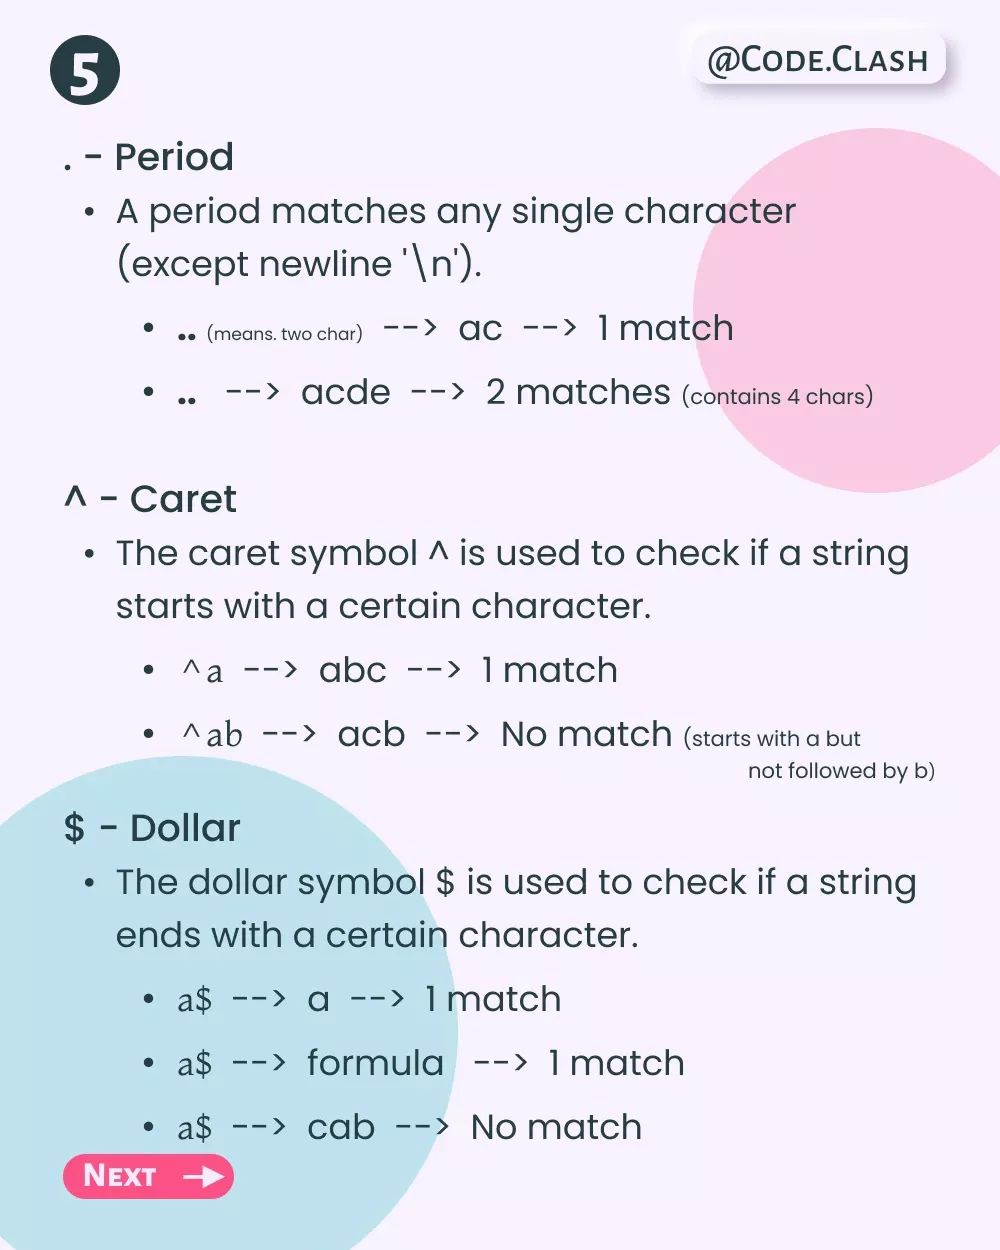 5
@Code.Clash
. - Period
• A period matches any single character
(except newline '\n').
• .. (means. two char) --> ac --> 1 match
• .. --> acde --> 2 matches (contains 4 chars)
^ - Caret
• The caret symbol ^ is used to check if a string
starts with a certain character.
• ^a --> abc --> 1 match
• ^ab --> acb --> No match (starts with a but
not followed by b)
$ - Dollar
• The dollar symbol $ is used to check if a string
ends with a certain character.
• a$ --> a --> 1 match
• a$ --> formula --> 1 match
• a$ --> cab --> No match
Next →